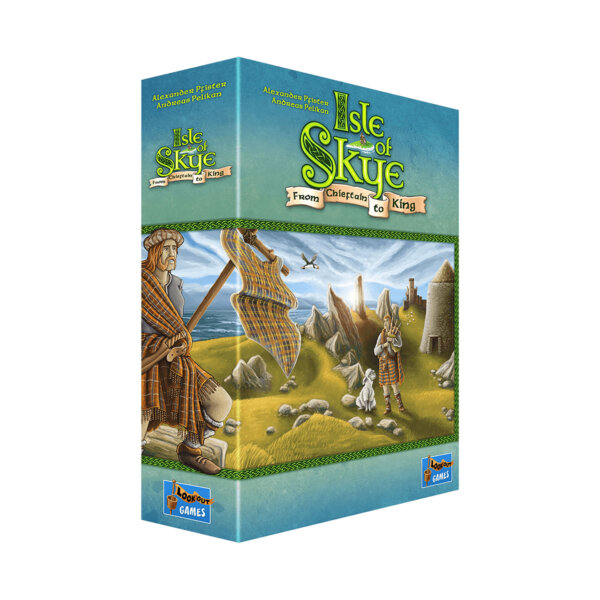 Alexander Pfister
Andreas Pelikan
Isle
of
Skye
From Chieftain to King
LOOKOUT
GAMES
Alexander Pfister
Andreas Pelikan
Isle
of
Skye
From Chieftain to King
LOOKOUT
GAMES